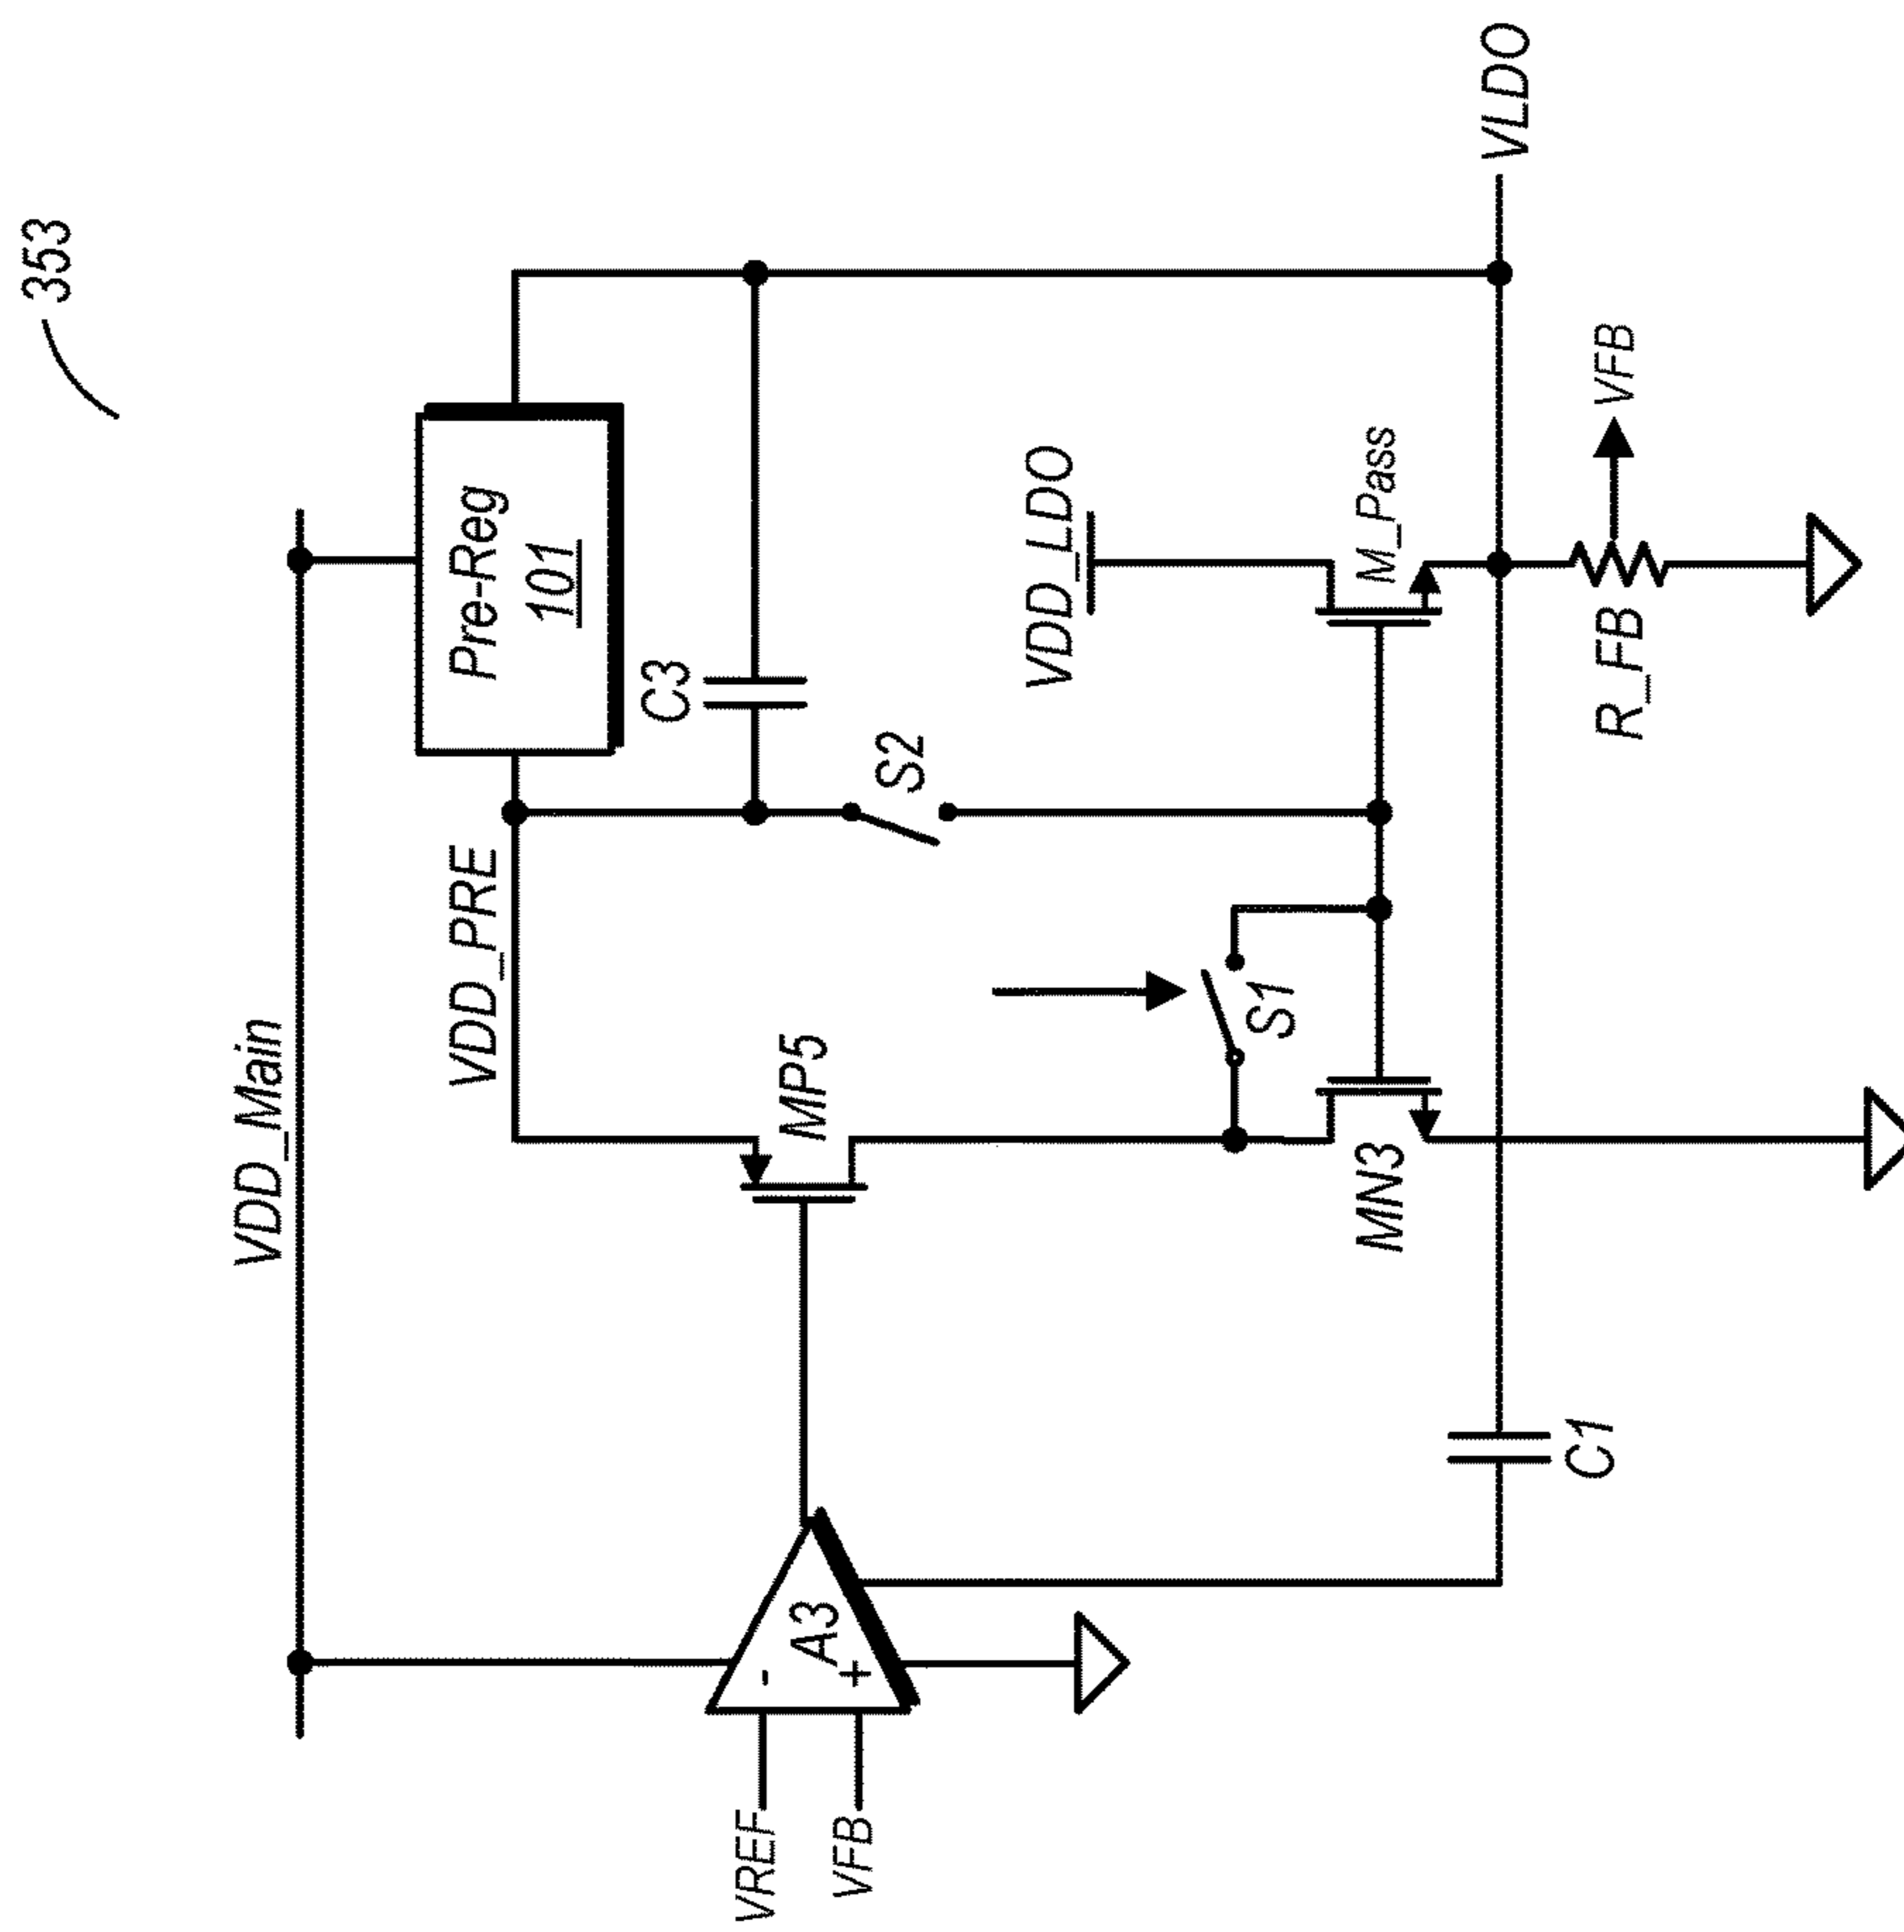 353
VDD_Main
Pre-Reg
101
VDD_PRE
C3
S2
MP5
VDD_LDO
S1
M_Pass
MN3
VREF
VFB
-
+
A3
C1
VLDO
R_FB
VFB